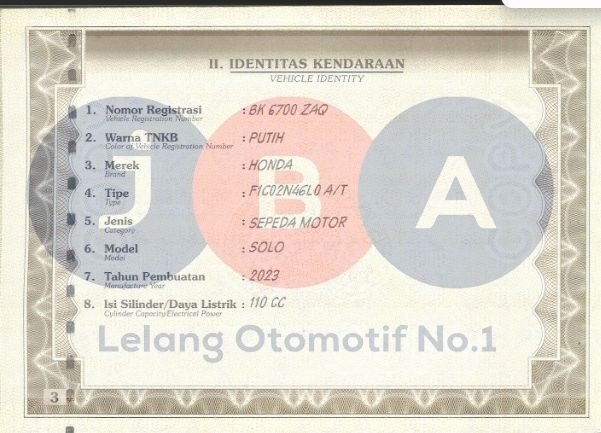 II. IDENTITAS KENDARAAN
VEHICLE IDENTITY
1. Nomor Registrasi : BK 6700 ZAQ
Vehicle Registration Number
2. Warna TNKB : PUTIH
Color of Vehicle Registration Number
3. Merek : HONDA
Brand
4. Tipe : F1C02N46L0 A/T
Type
5. Jenis : SEPEDA MOTOR
Category
6. Model : SOLO
Model
7. Tahun Pembuatan : 2023
Manufacture Year
8. Isi Silinder/Daya Listrik : 110 CC
Cylinder Capacity/Electrical Power
JBA
Lelang Otomotif No.1
3